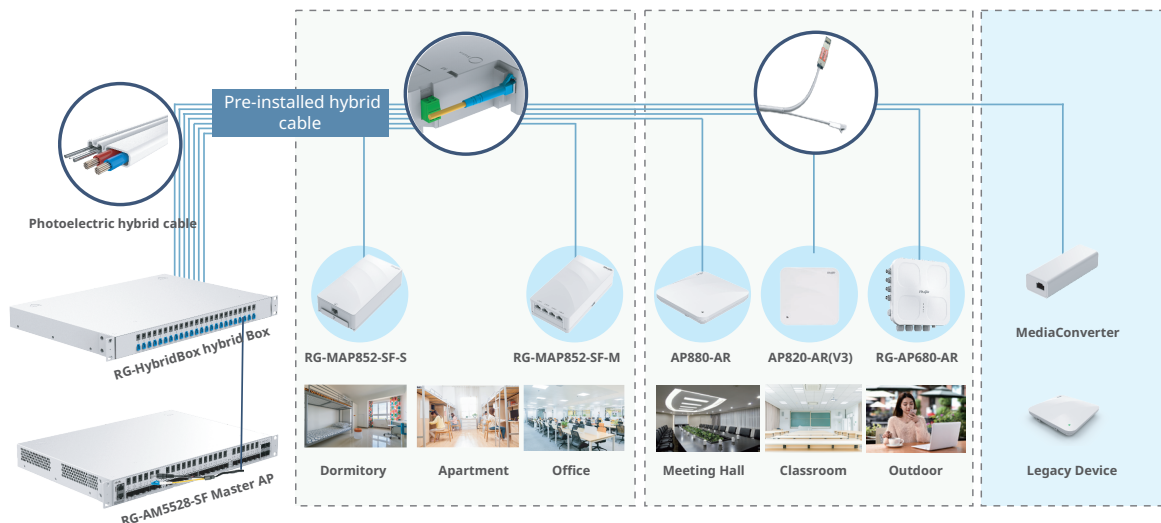 Pre-installed hybrid
cable
Photoelectric hybrid cable
RG-HybridBox hybrid Box
RG-AM5528-SF Master AP
RG-MAP852-SF-S
RG-MAP852-SF-M
AP880-AR
AP820-AR(V3)
RG-AP680-AR
MediaConverter
Dormitory
Apartment
Office
Meeting Hall
Classroom
Outdoor
Legacy Device